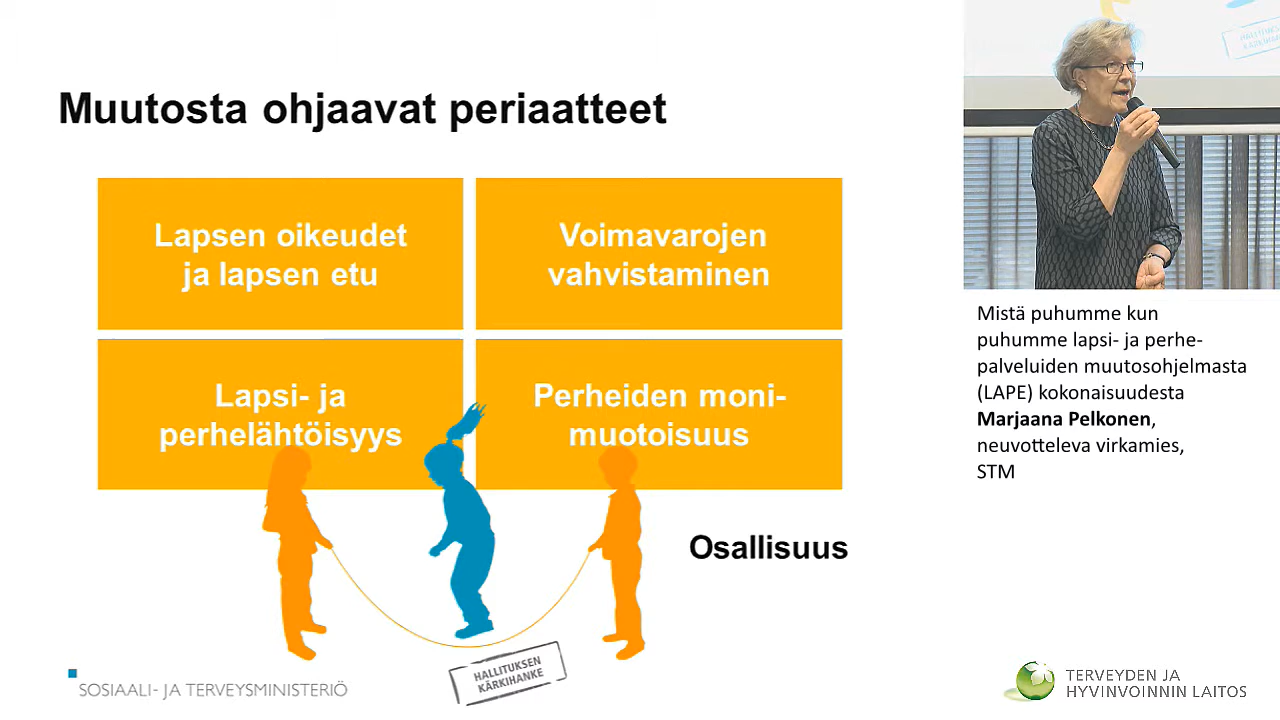 Muutosta ohjaavat periaatteet
Lapsen oikeudet
ja lapsen etu
Voimavarojen
vahvistaminen
Lapsi- ja
perhelähtöisyys
Perheiden moni-
muotoisuus
Osallisuus
HALLITUKSEN
KÄRKIHANKE
SOSIAALI- JA TERVEYSMINISTERIÖ
Mistä puhumme kun
puhumme lapsi- ja perhe-
palveluiden muutosohjelmasta
(LAPE) kokonaisuudesta
Marjaana Pelkonen,
neuvotteleva virkamies,
STM
TERVEYDEN JA
HYVINVOINNIN LAITOS